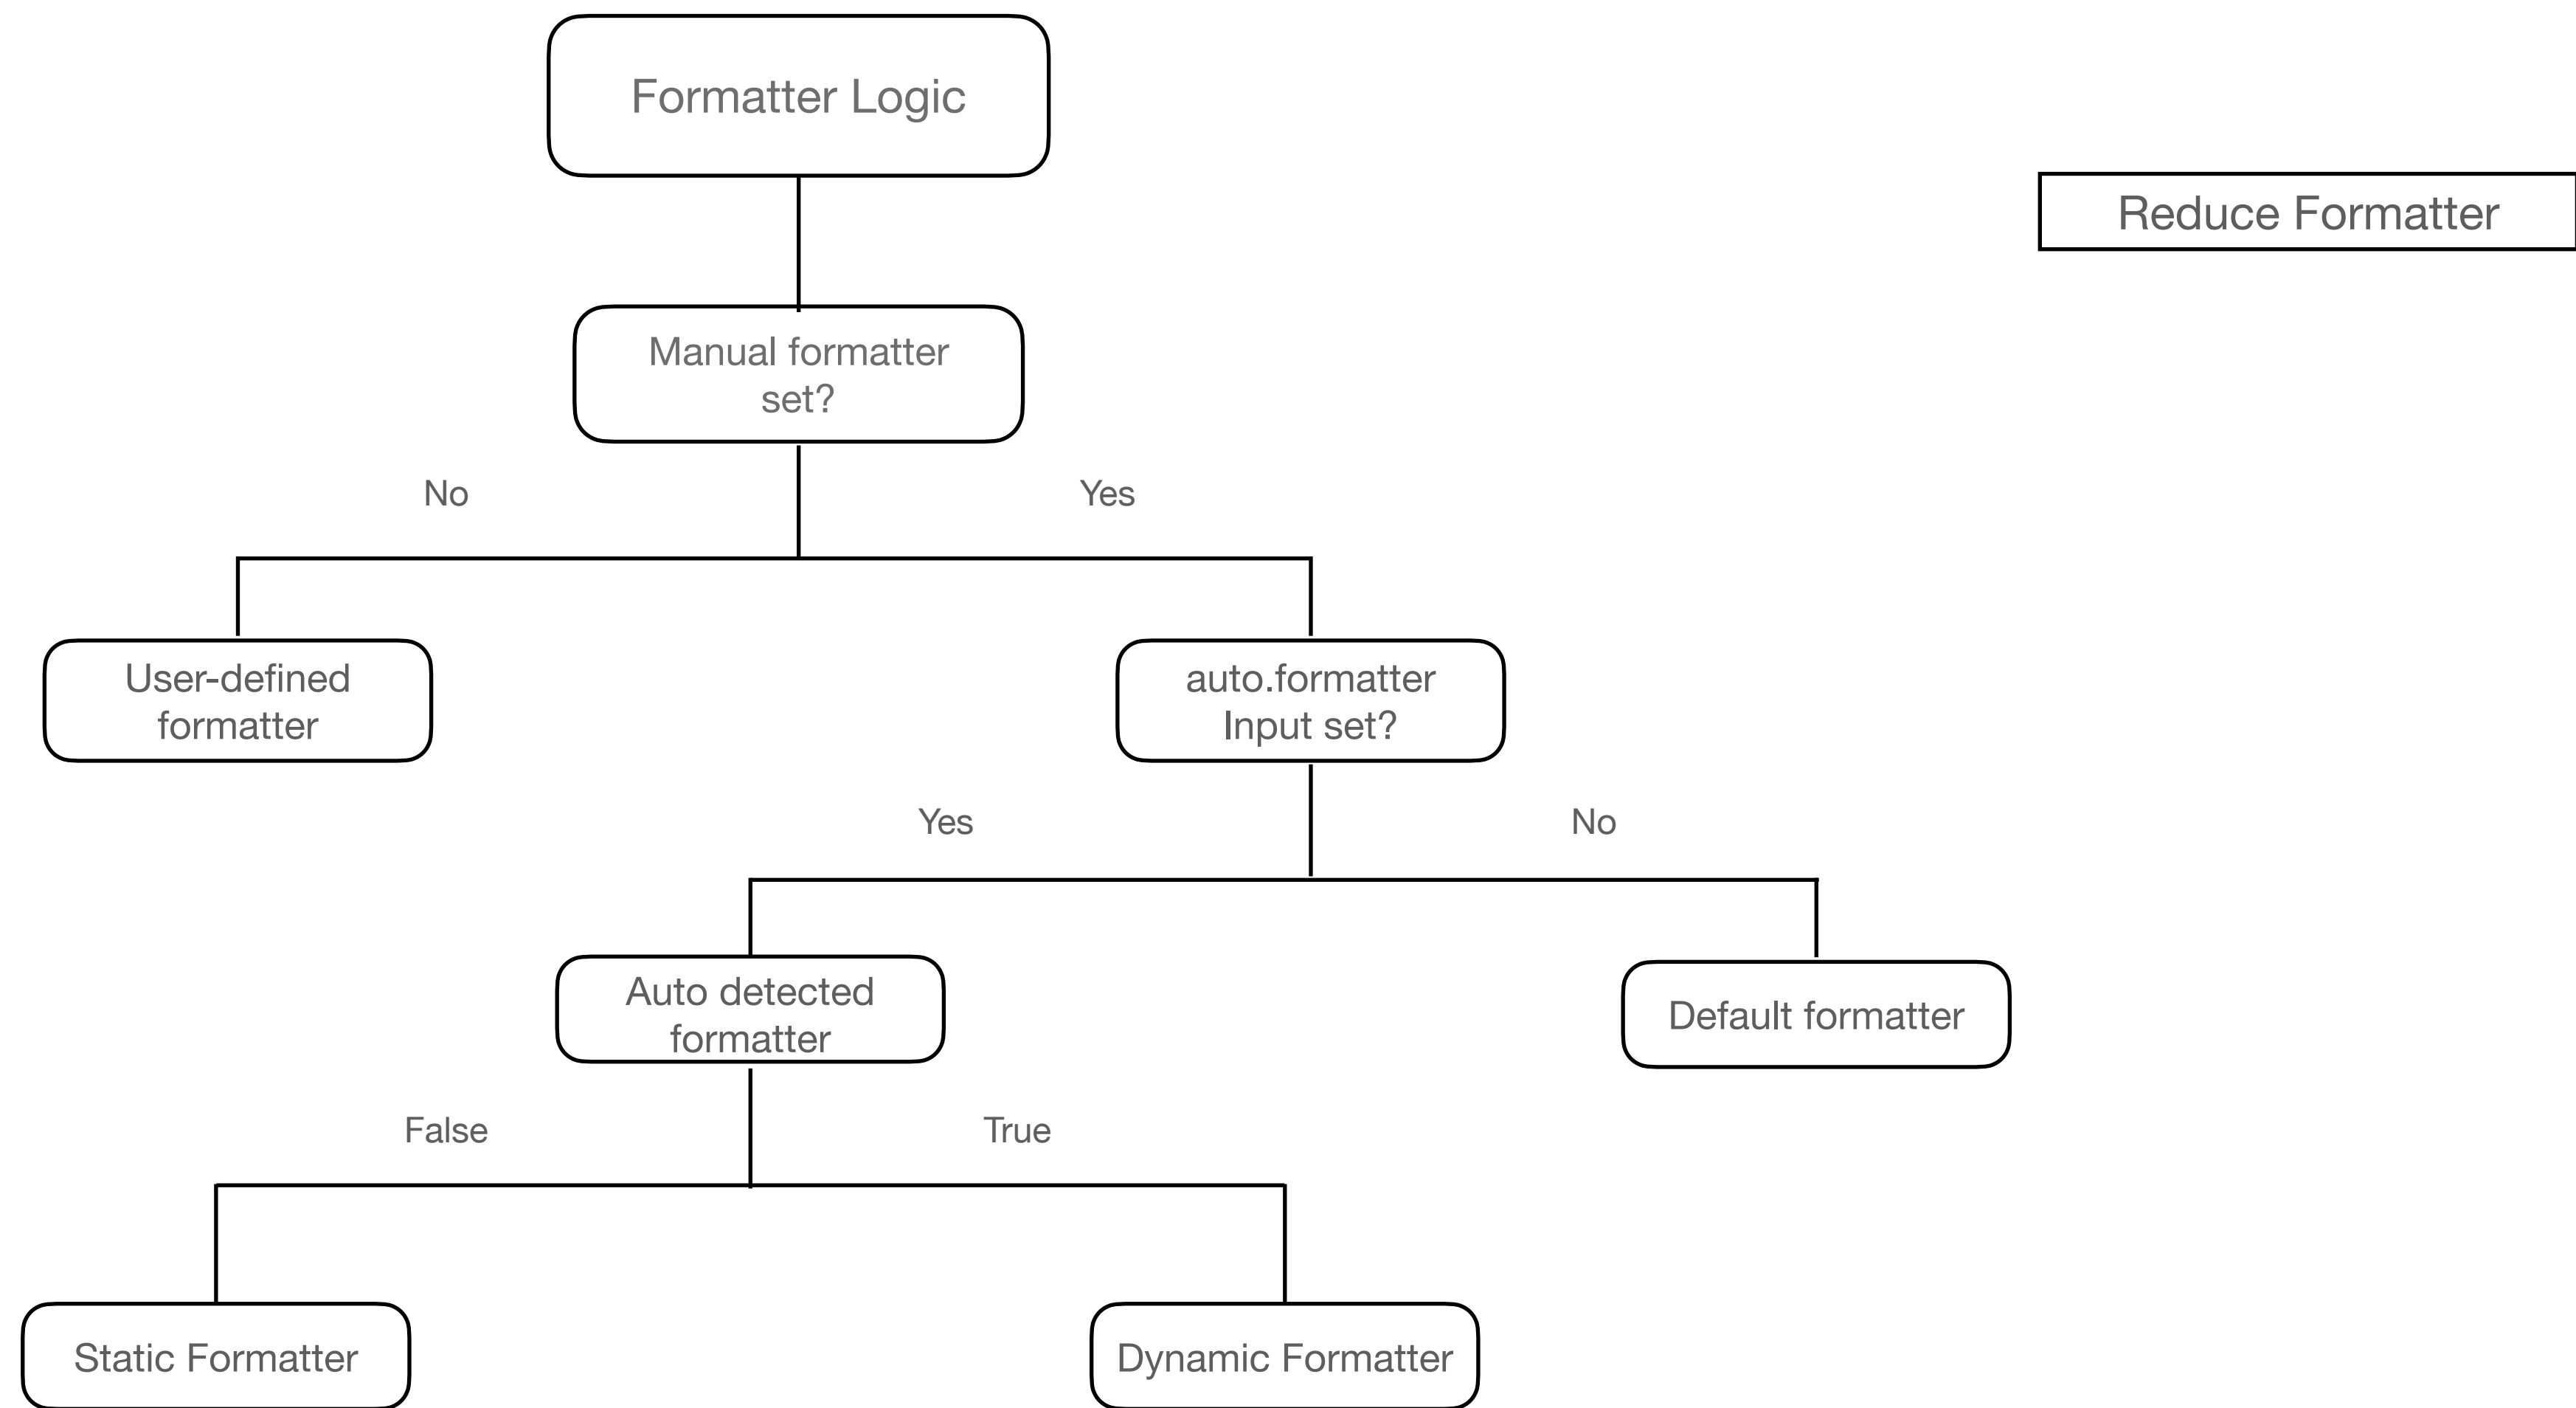 Formatter Logic
Reduce Formatter
Manual formatter
set?
No
Yes
User-defined
formatter
auto.formatter
Input set?
Yes
No
Auto detected
formatter
Default formatter
False
True
Static Formatter
Dynamic Formatter